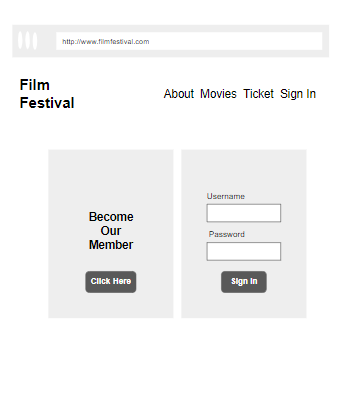 http://www.filmfestival.com
Film
Festival
About Movies Ticket Sign In
Become
Our
Member
Click Here
Username
Password
Sign In